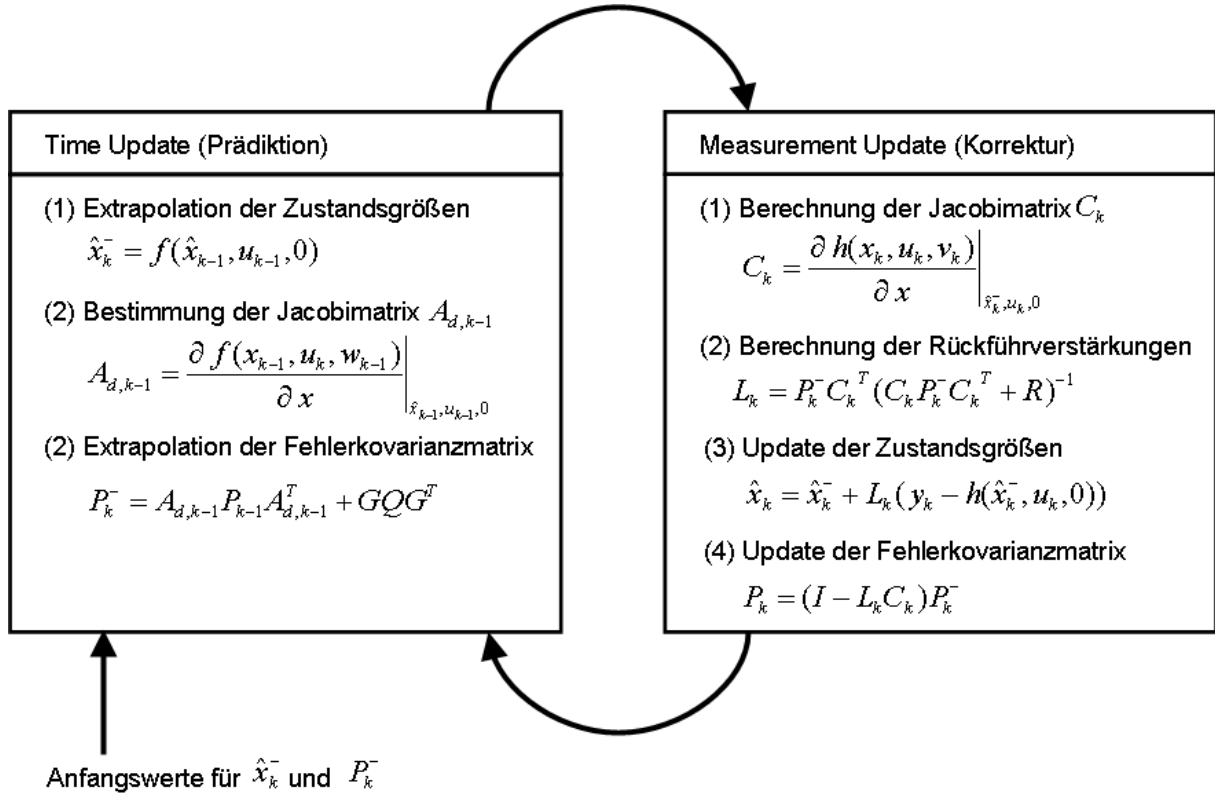 Time Update (Prädiktion)
(1) Extrapolation der Zustandsgrößen
x̂ₖ⁻ = f(x̂ₖ₋₁, uₖ₋₁, 0)
(2) Bestimmung der Jacobimatrix A_{d,k-1}
A_{d,k-1} = ∂ f(x_{k-1}, u_k, w_{k-1}) / ∂ x |_{x̂_{k-1}, u_{k-1}, 0}
(2) Extrapolation der Fehlerkovarianzmatrix
P_k⁻ = A_{d,k-1} P_{k-1} A_{d,k-1}^T + GQG^T
Measurement Update (Korrektur)
(1) Berechnung der Jacobimatrix C_k
C_k = ∂ h(x_k, u_k, v_k) / ∂ x |_{x̂_k⁻, u_k, 0}
(2) Berechnung der Rückführverstärkungen
L_k = P_k⁻ C_k^T (C_k P_k⁻ C_k^T + R)^{-1}
(3) Update der Zustandsgrößen
x̂_k = x̂_k⁻ + L_k (y_k − h(x̂_k⁻, u_k, 0))
(4) Update der Fehlerkovarianzmatrix
P_k = (I − L_k C_k) P_k⁻
Anfangswerte für x̂_k⁻ und P_k⁻